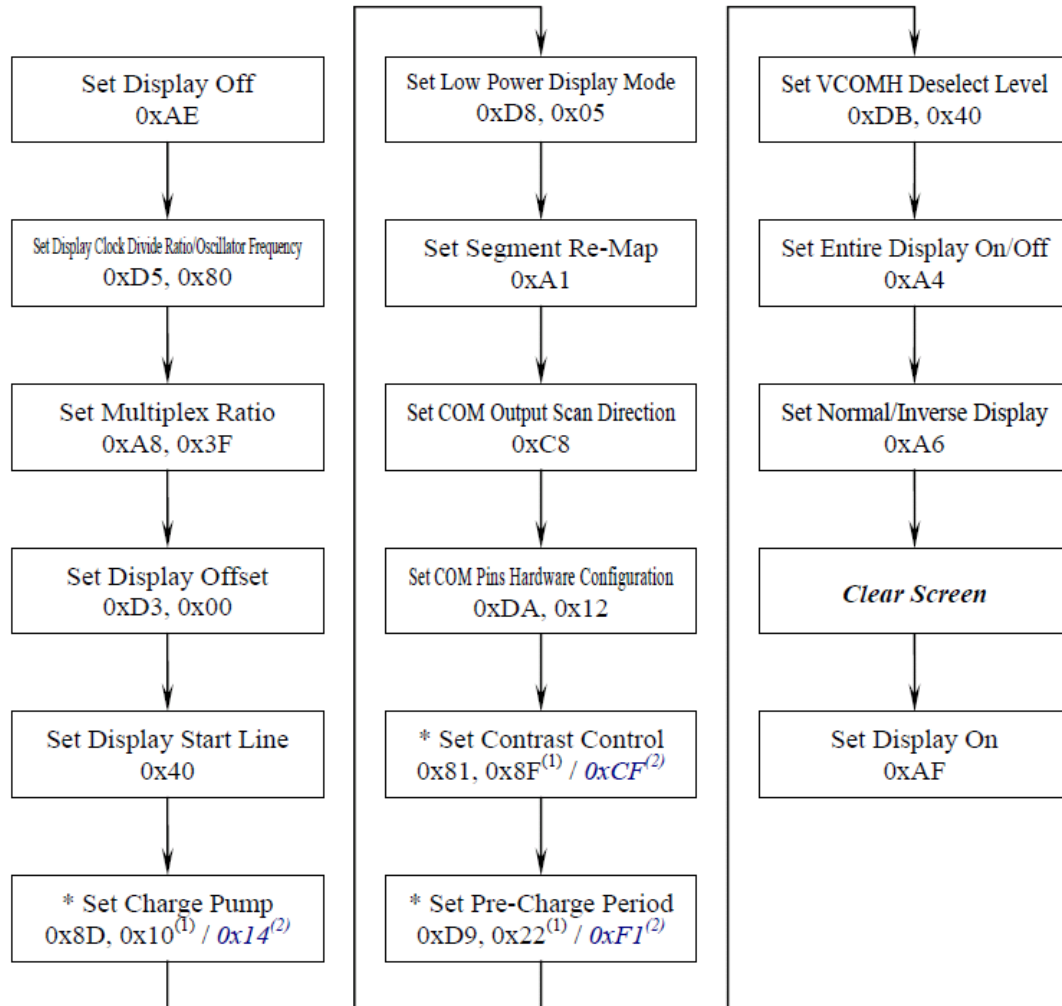 Set Display Off
0xAE
Set Display Clock Divide Ratio/Oscillator Frequency
0xD5, 0x80
Set Multiplex Ratio
0xA8, 0x3F
Set Display Offset
0xD3, 0x00
Set Display Start Line
0x40
* Set Charge Pump
0x8D, 0x10(1) / 0x14(2)
Set Low Power Display Mode
0xD8, 0x05
Set Segment Re-Map
0xA1
Set COM Output Scan Direction
0xC8
Set COM Pins Hardware Configuration
0xDA, 0x12
* Set Contrast Control
0x81, 0x8F(1) / 0xCF(2)
* Set Pre-Charge Period
0xD9, 0x22(1) / 0xF1(2)
Set VCOMH Deselect Level
0xDB, 0x40
Set Entire Display On/Off
0xA4
Set Normal/Inverse Display
0xA6
Clear Screen
Set Display On
0xAF